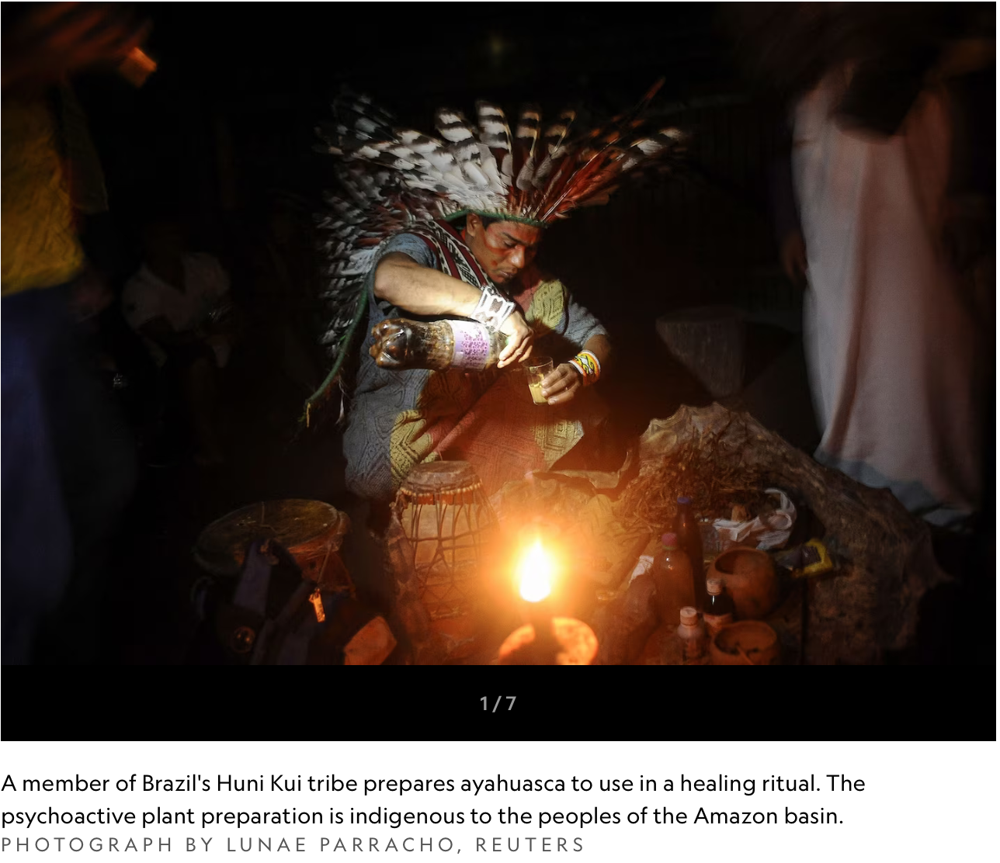 1/7
A member of Brazil's Huni Kui tribe prepares ayahuasca to use in a healing ritual. The
psychoactive plant preparation is indigenous to the peoples of the Amazon basin.
PHOTOGRAPH BY LUNAE PARRACHO, REUTERS